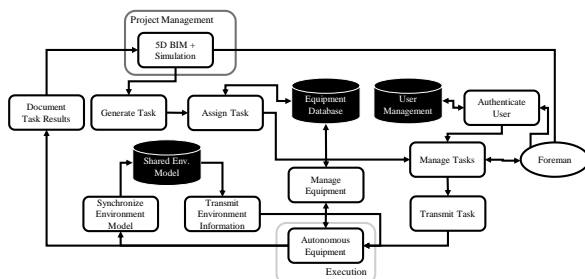 Project Management
5D BIM +
Simulation
Document
Task Results
Generate Task
Assign Task
Equipment
Database
User
Management
Authenticate
User
Shared Env.
Model
Manage
Equipment
Manage Tasks
Foreman
Synchronize
Environment
Model
Transmit
Environment
Information
Transmit Task
Autonomous
Equipment
Execution